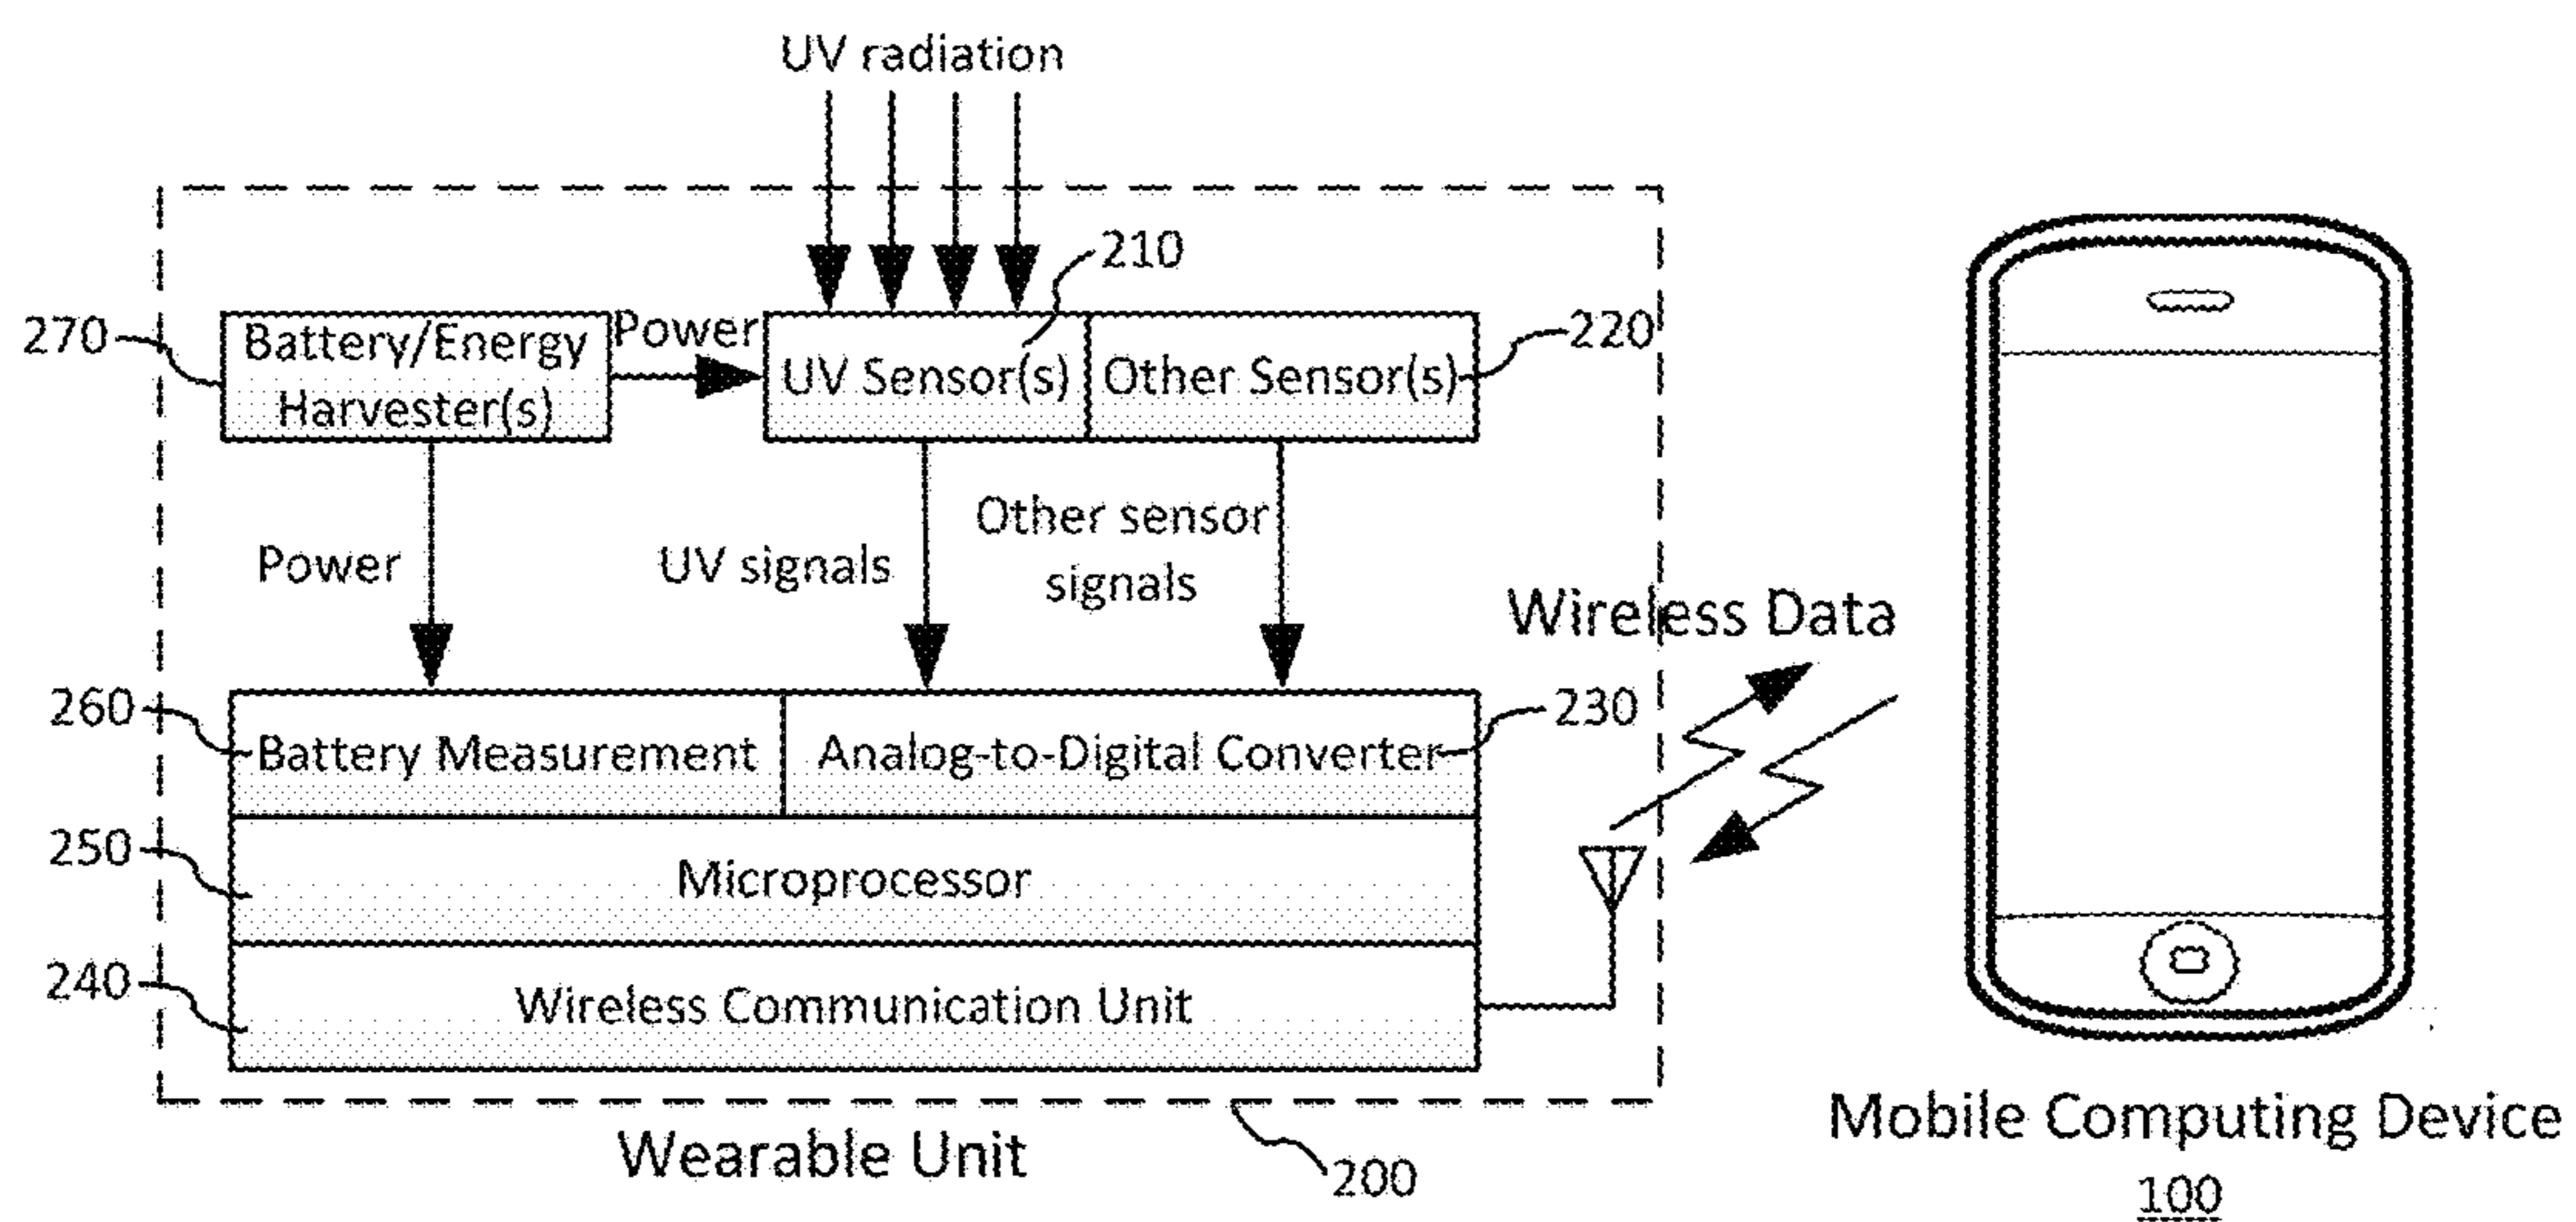 UV radiation
210
270
Battery/Energy
Harvester(s)
Power
UV Sensor(s)
Other Sensor(s)
220
Power
UV signals
Other sensor
signals
Wireless Data
260
Battery Measurement
Analog-to-Digital Converter
230
250
Microprocessor
240
Wireless Communication Unit
Wearable Unit
200
Mobile Computing Device
100